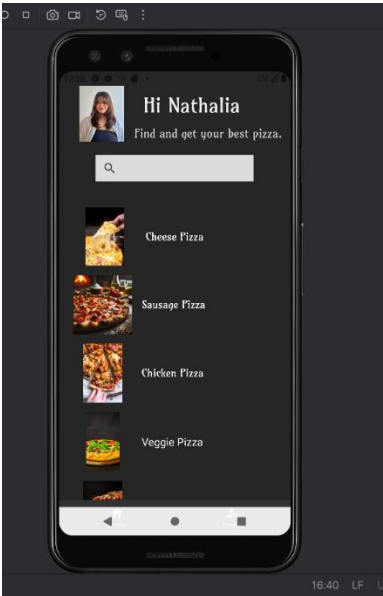 Hi Nathalia
Find and get your best pizza.
Cheese Pizza
Sausage Pizza
Chicken Pizza
Veggie Pizza
16:40 LF